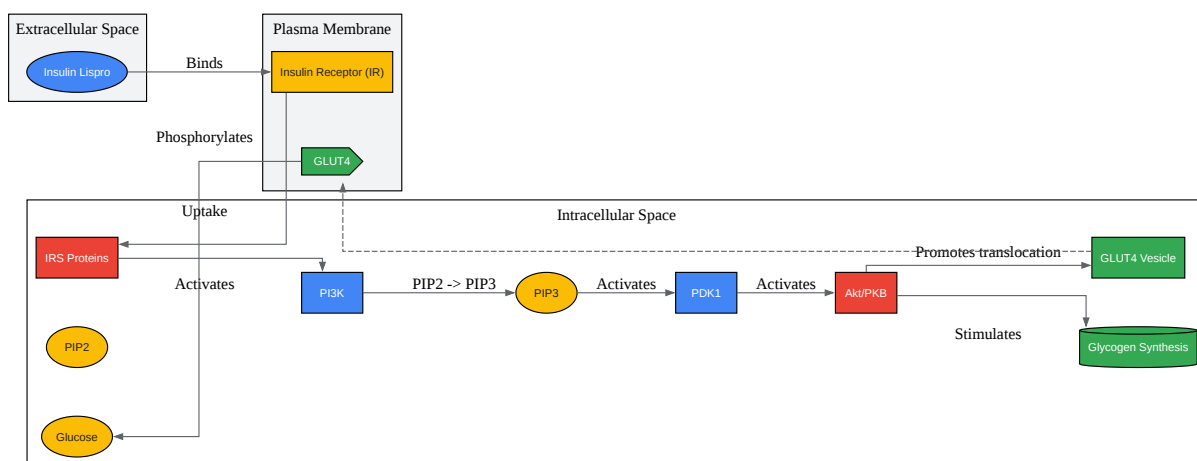 Extracellular Space
Plasma Membrane
Insulin Lispro
Binds
Insulin Receptor (IR)
Phosphorylates
GLUT4
Uptake
Intracellular Space
IRS Proteins
Promotes translocation
GLUT4 Vesicle
Activates
PI3K
PIP2 -> PIP3
PIP3
Activates
PDK1
Activates
Akt/PKB
Stimulates
Glycogen Synthesis
PIP2
Glucose